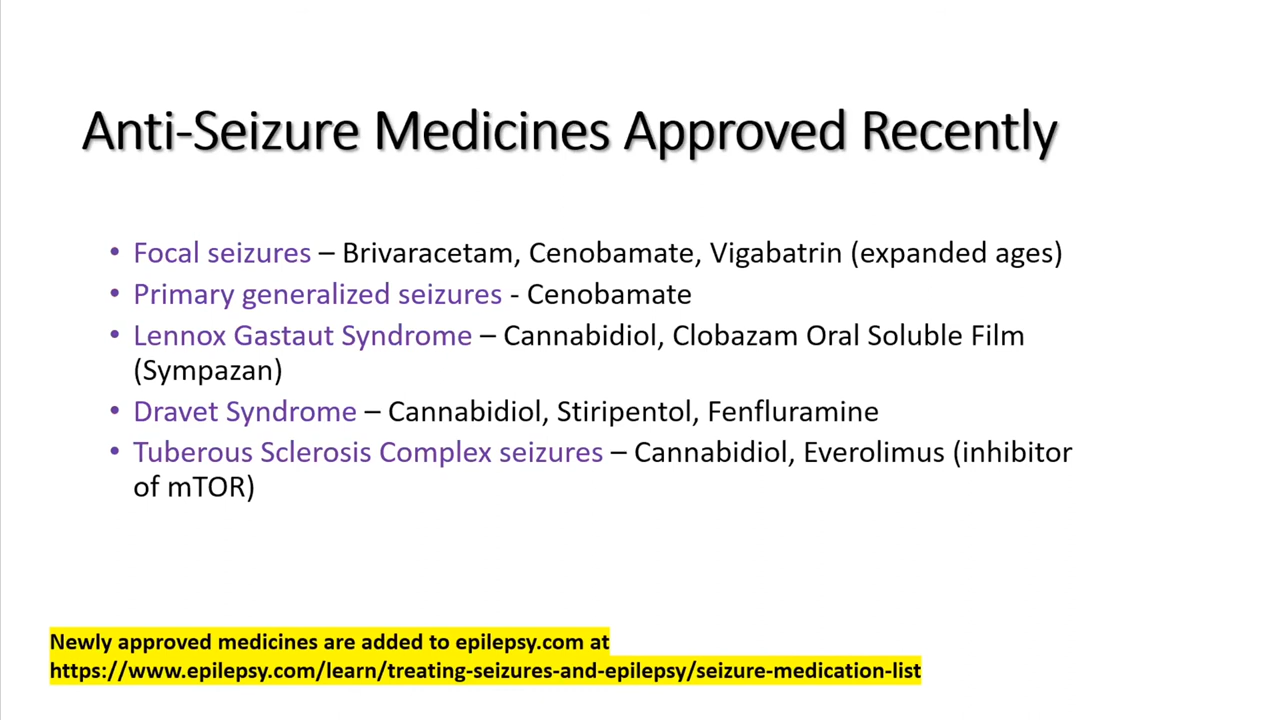 Anti-Seizure Medicines Approved Recently
• Focal seizures – Brivaracetam, Cenobamate, Vigabatrin (expanded ages)
• Primary generalized seizures - Cenobamate
• Lennox Gastaut Syndrome – Cannabidiol, Clobazam Oral Soluble Film
(Sympazan)
• Dravet Syndrome – Cannabidiol, Stiripentol, Fenfluramine
• Tuberous Sclerosis Complex seizures – Cannabidiol, Everolimus (inhibitor
of mTOR)
Newly approved medicines are added to epilepsy.com at
https://www.epilepsy.com/learn/treating-seizures-and-epilepsy/seizure-medication-list